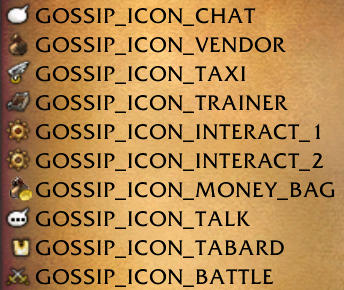 GOSSIP_ICON_CHAT
GOSSIP_ICON_VENDOR
GOSSIP_ICON_TAXI
GOSSIP_ICON_TRAINER
GOSSIP_ICON_INTERACT_1
GOSSIP_ICON_INTERACT_2
GOSSIP_ICON_MONEY_BAG
GOSSIP_ICON_TALK
GOSSIP_ICON_TABARD
GOSSIP_ICON_BATTLE